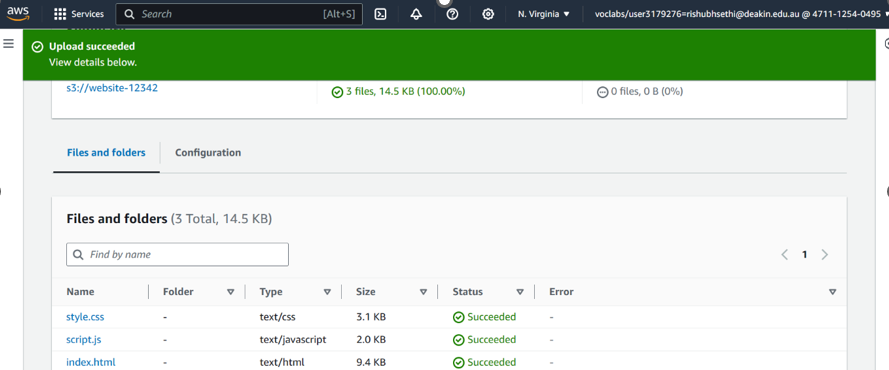 aws Services Search [Alt+S] N. Virginia voclabs/user3179276=rishubhsethi@deakin.edu.au @ 4711-1254-0495
Upload succeeded
View details below.
s3://website-12342 3 files, 14.5 KB (100.00%) 0 files, 0 B (0%)
Files and folders Configuration
Files and folders (3 Total, 14.5 KB)
Find by name 1
Name Folder Type Size Status Error
style.css - text/css 3.1 KB Succeeded -
script.js - text/javascript 2.0 KB Succeeded -
index.html - text/html 9.4 KB Succeeded -